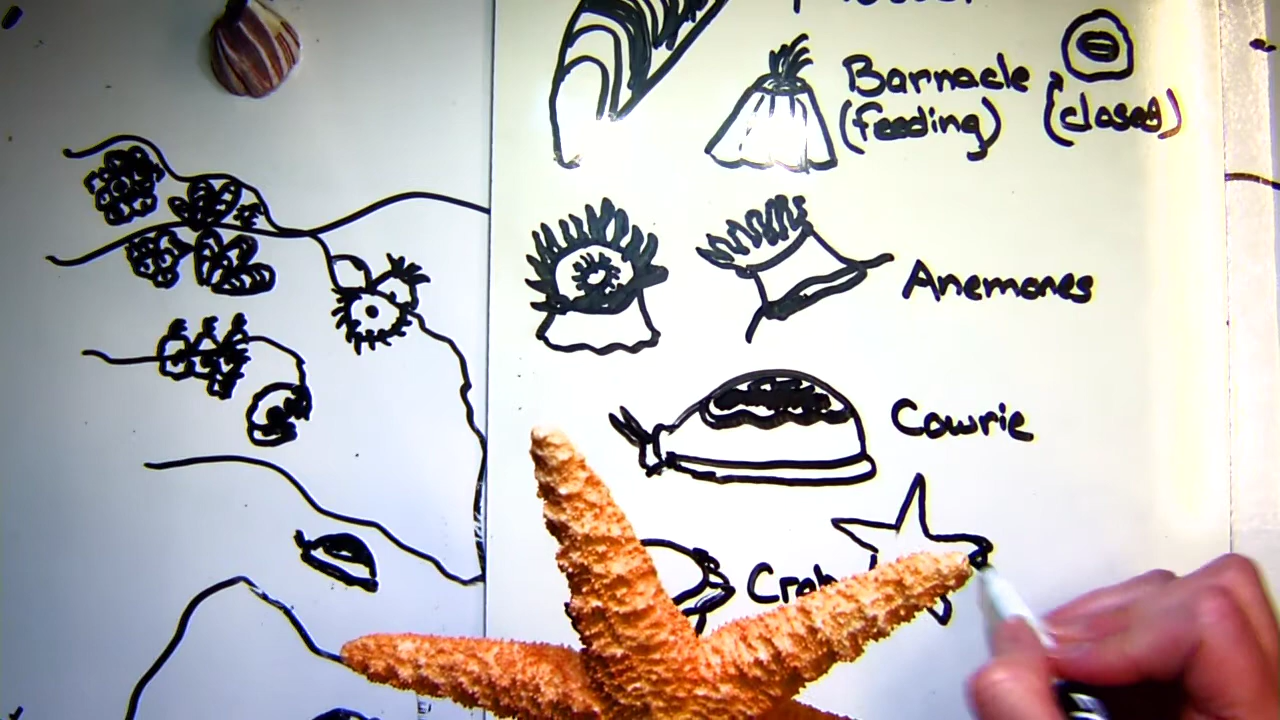 Barnacle
(feeding) (closed)
Anemones
Cowrie
Crab